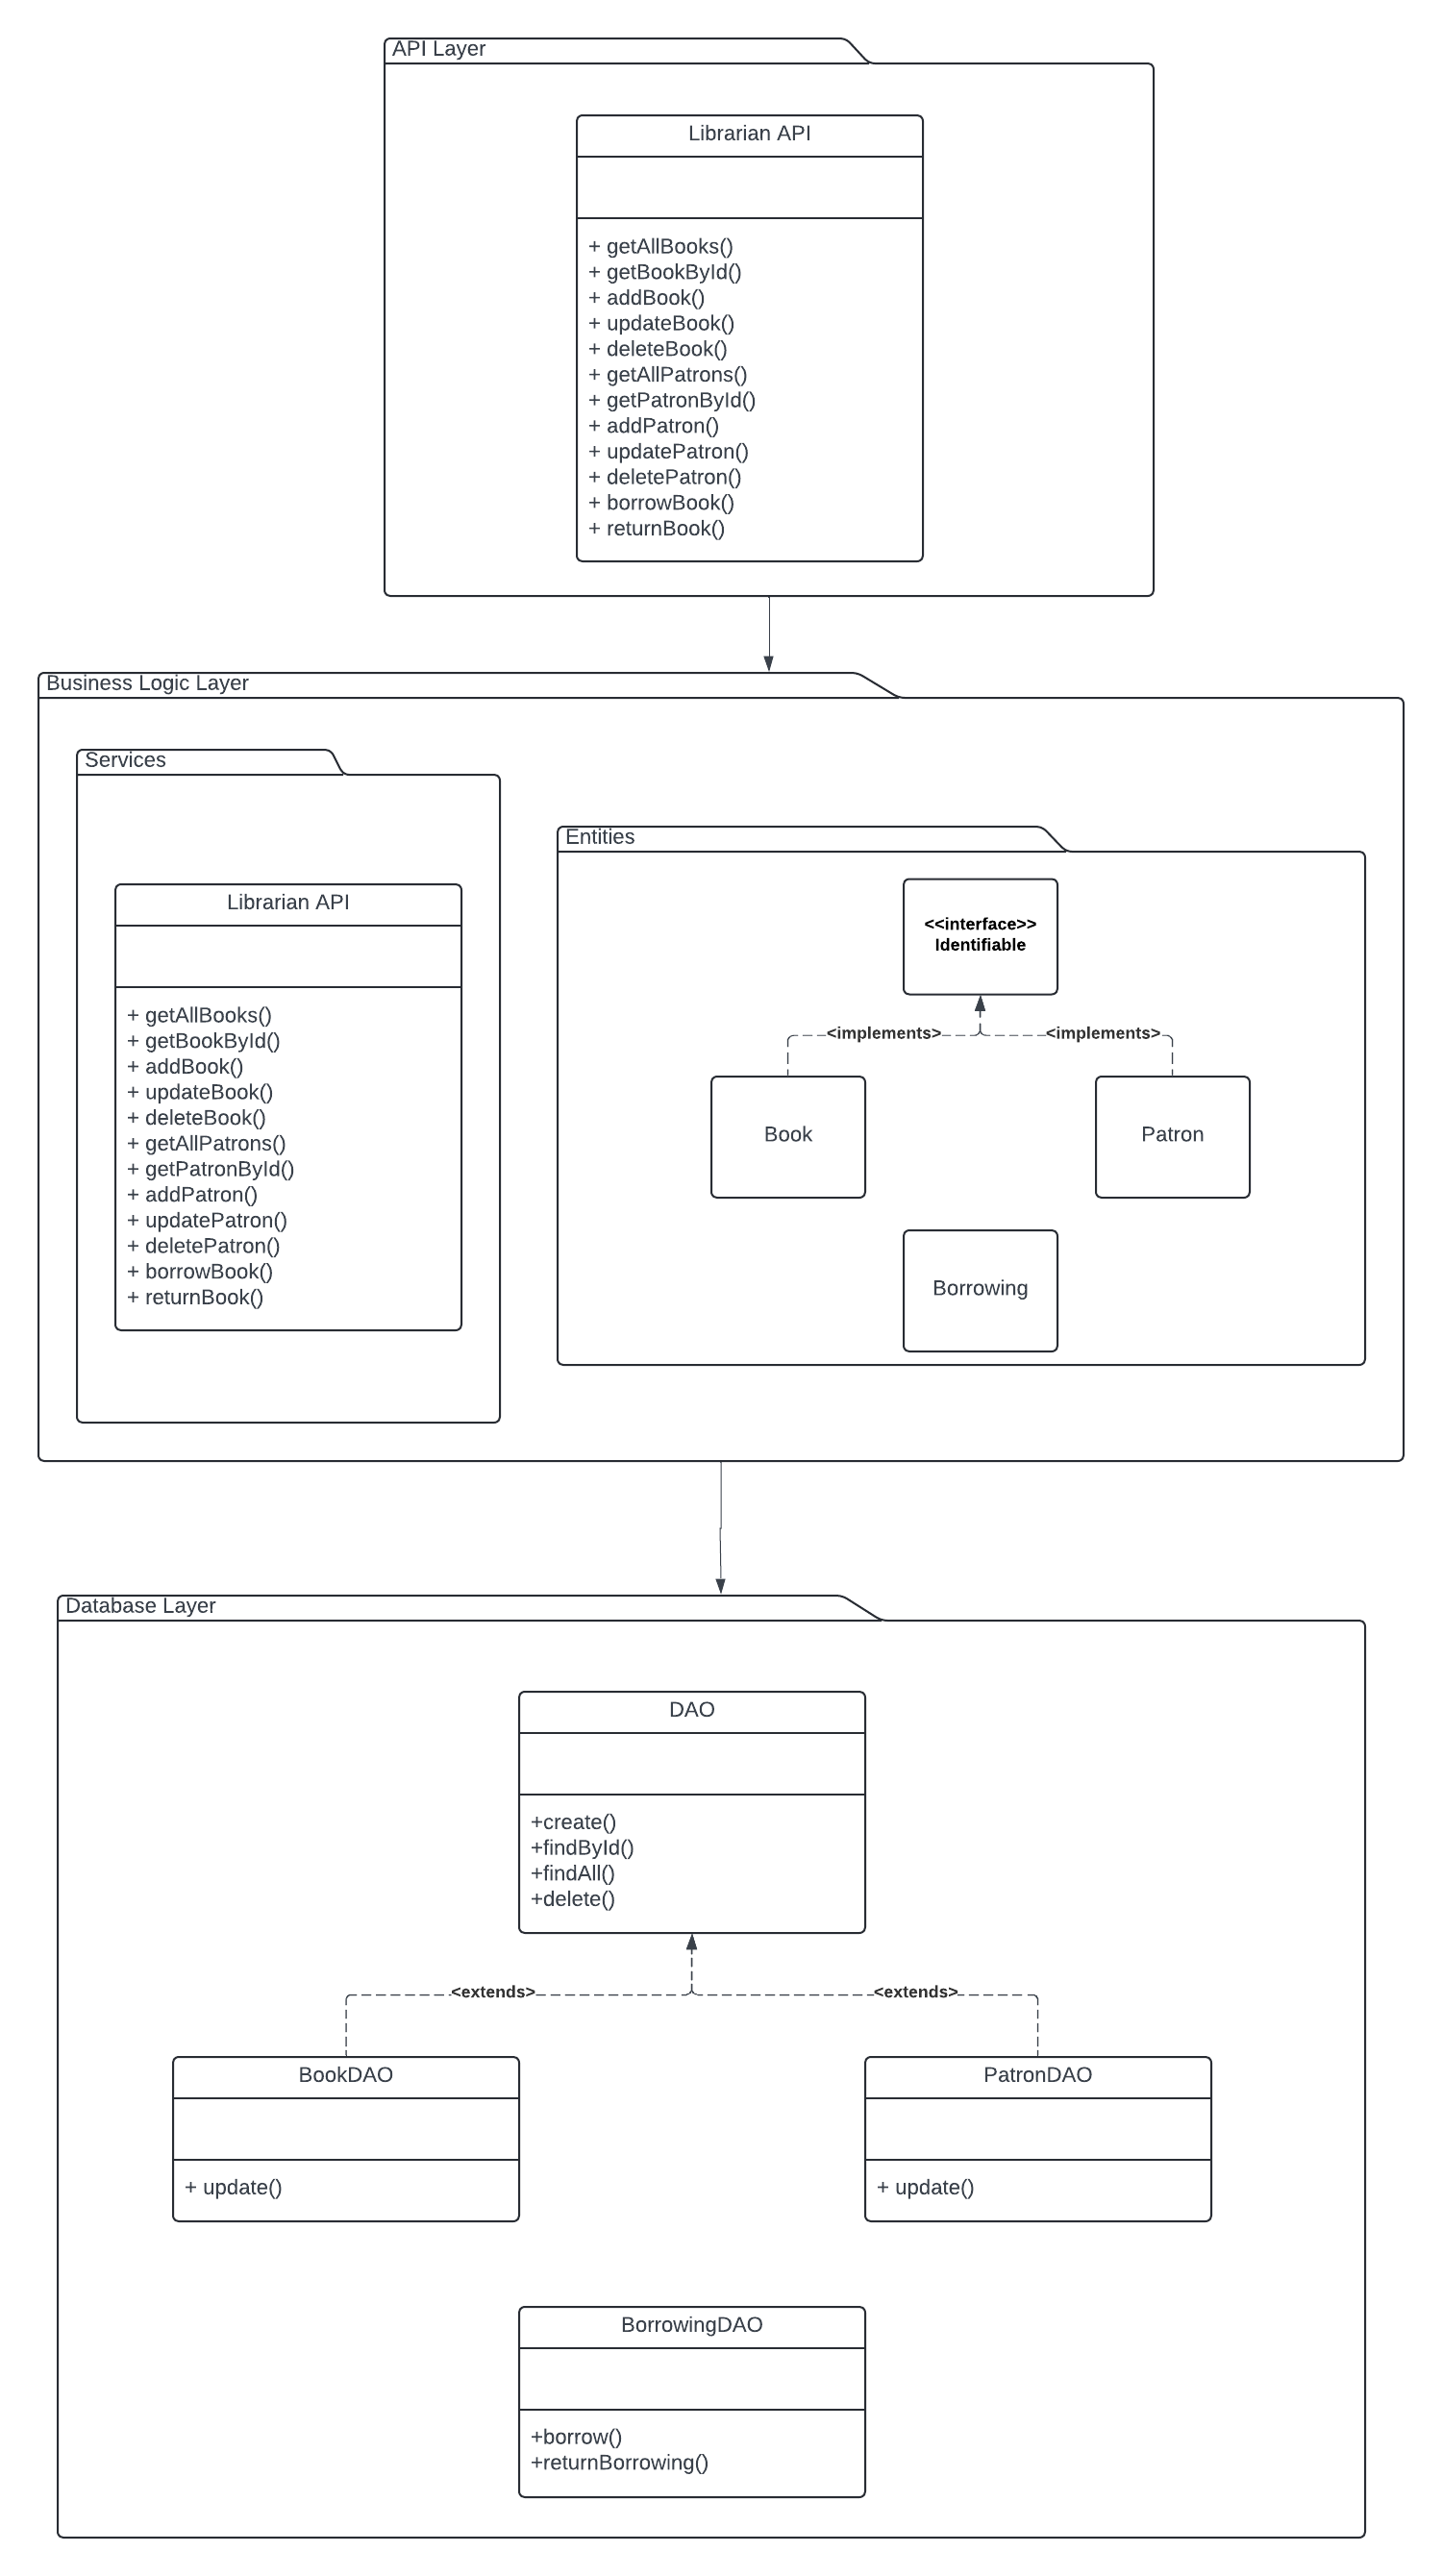 API Layer
Librarian API
+ getAllBooks()
+ getBookById()
+ addBook()
+ updateBook()
+ deleteBook()
+ getAllPatrons()
+ getPatronById()
+ addPatron()
+ updatePatron()
+ deletePatron()
+ borrowBook()
+ returnBook()
Business Logic Layer
Services
Librarian API
+ getAllBooks()
+ getBookById()
+ addBook()
+ updateBook()
+ deleteBook()
+ getAllPatrons()
+ getPatronById()
+ addPatron()
+ updatePatron()
+ deletePatron()
+ borrowBook()
+ returnBook()
Entities
<<interface>>
Identifiable
<implements>
<implements>
Book
Patron
Borrowing
Database Layer
DAO
+create()
+findById()
+findAll()
+delete()
<extends>
<extends>
BookDAO
+ update()
PatronDAO
+ update()
BorrowingDAO
+borrow()
+returnBorrowing()